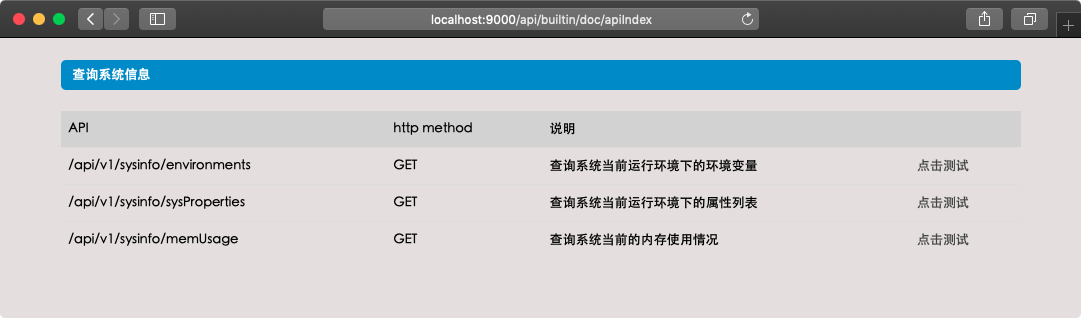 localhost:9000/api/builtin/doc/apiIndex
查询系统信息
API http method 说明
/api/v1/sysinfo/environments GET 查询系统当前运行环境下的环境变量 点击测试
/api/v1/sysinfo/sysProperties GET 查询系统当前运行环境下的属性列表 点击测试
/api/v1/sysinfo/memUsage GET 查询系统当前的内存使用情况 点击测试